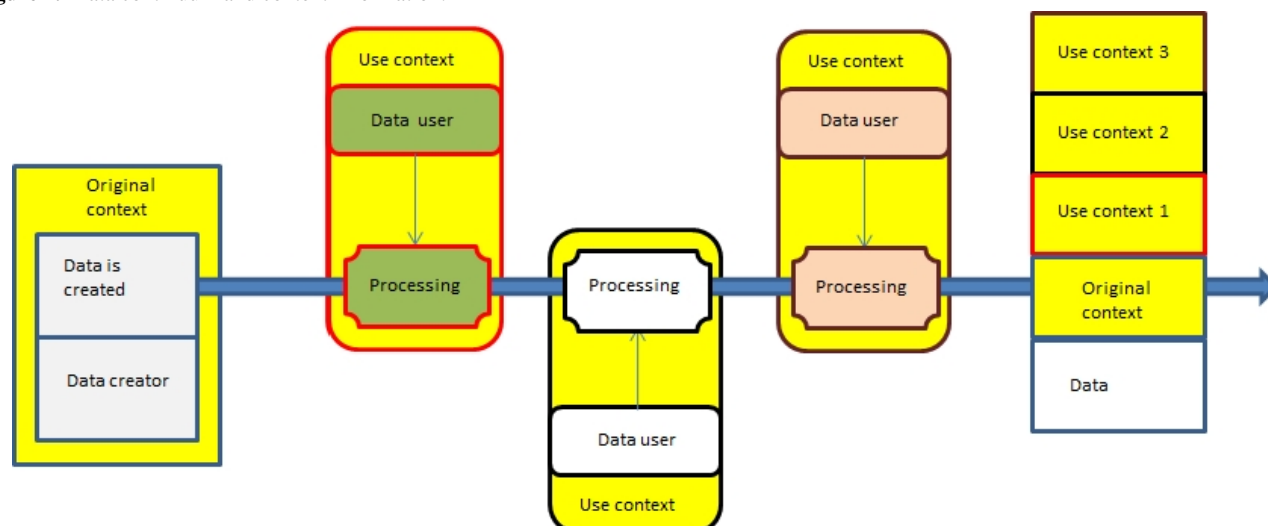 Original
context
Data is
created
Data creator
Use context
Data user
Processing
Processing
Data user
Use context
Use context
Data user
Processing
Use context 3
Use context 2
Use context 1
Original
context
Data